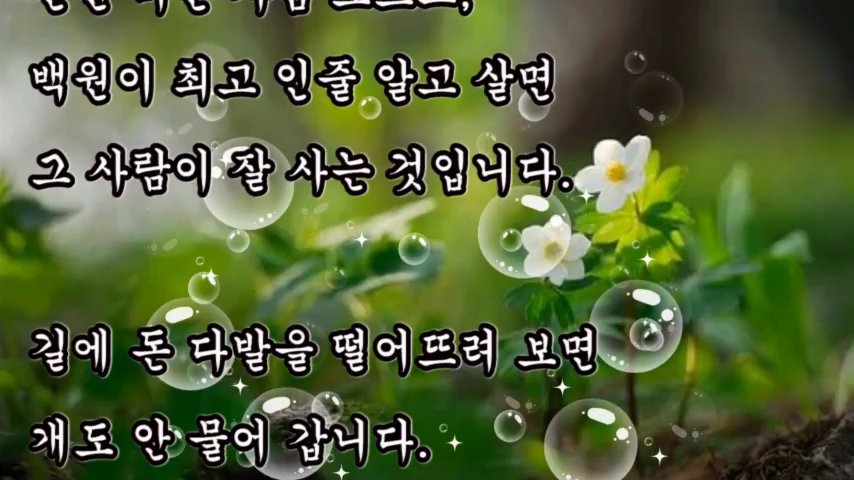 백원이 최고 인줄 알고 살면
그 사람이 잘 사는 것입니다.
길에 돈 다발을 떨어뜨려 보면
개도 안 물어 갑니다.